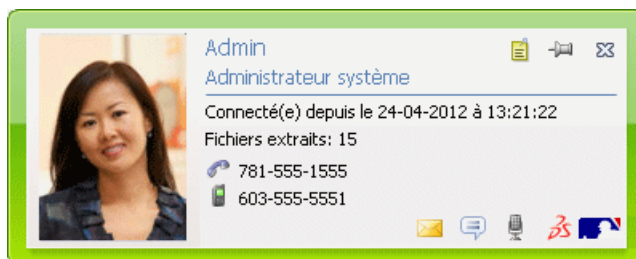 Admin
Administrateur système
Connecté(e) depuis le 24-04-2012 à 13:21:22
Fichiers extraits: 15
781-555-1555
603-555-5551